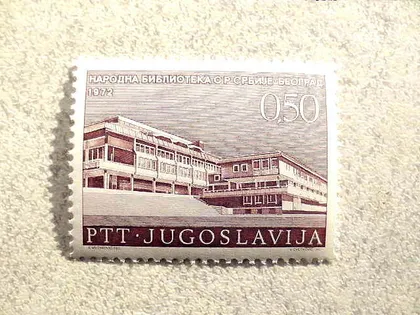 НАРОДНА БИБЛИОТЕКА С Р СРБИЈЕ-БЕОГРАД
1972
0,50
PTT · JUGOSLAVIJA